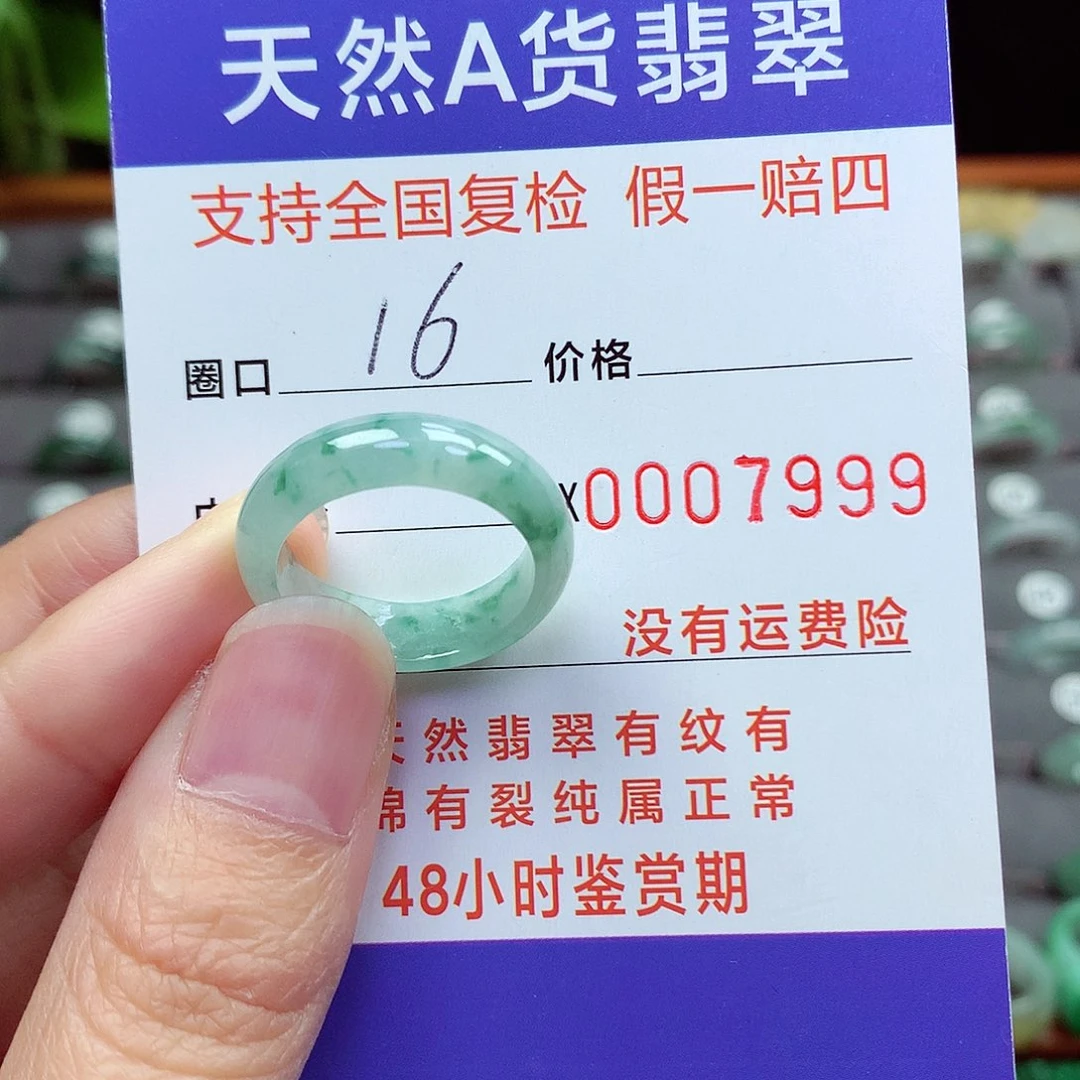 天然A货翡翠
支持全国复检 假一赔四
圈口 16 价格
X0007999
没有运费险
然翡翠有纹有
棉有裂纯属正常
48小时鉴赏期